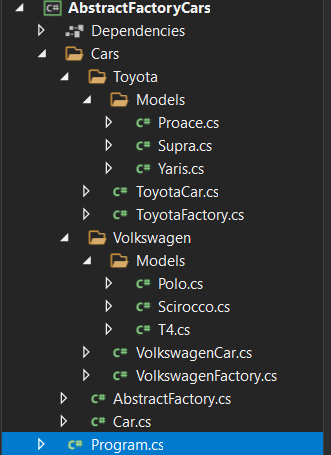 AbstractFactoryCars
Dependencies
Cars
Toyota
Models
Proace.cs
Supra.cs
Yaris.cs
ToyotaCar.cs
ToyotaFactory.cs
Volkswagen
Models
Polo.cs
Scirocco.cs
T4.cs
VolkswagenCar.cs
VolkswagenFactory.cs
AbstractFactory.cs
Car.cs
Program.cs